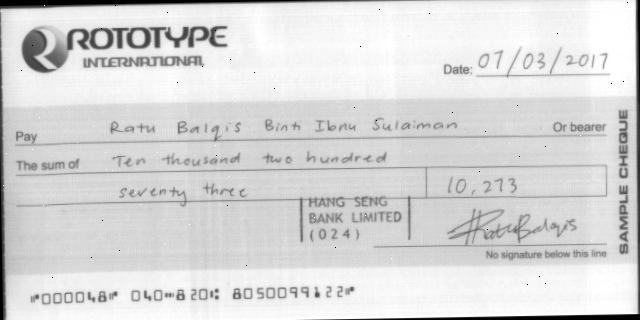 ROTOTYPE
INTERNATIONAL
Date: 07/03/2017
Pay Ratu Balqis Binti Ibnu Sulaiman Or bearer
The sum of Ten thousand two hundred
seventy three 10,273
HANG SENG
BANK LIMITED
(024)
#RatuBalqis
No signature below this line
SAMPLE CHEQUE
⑈000048⑈ 040⑉820⑆ 8050099122⑈